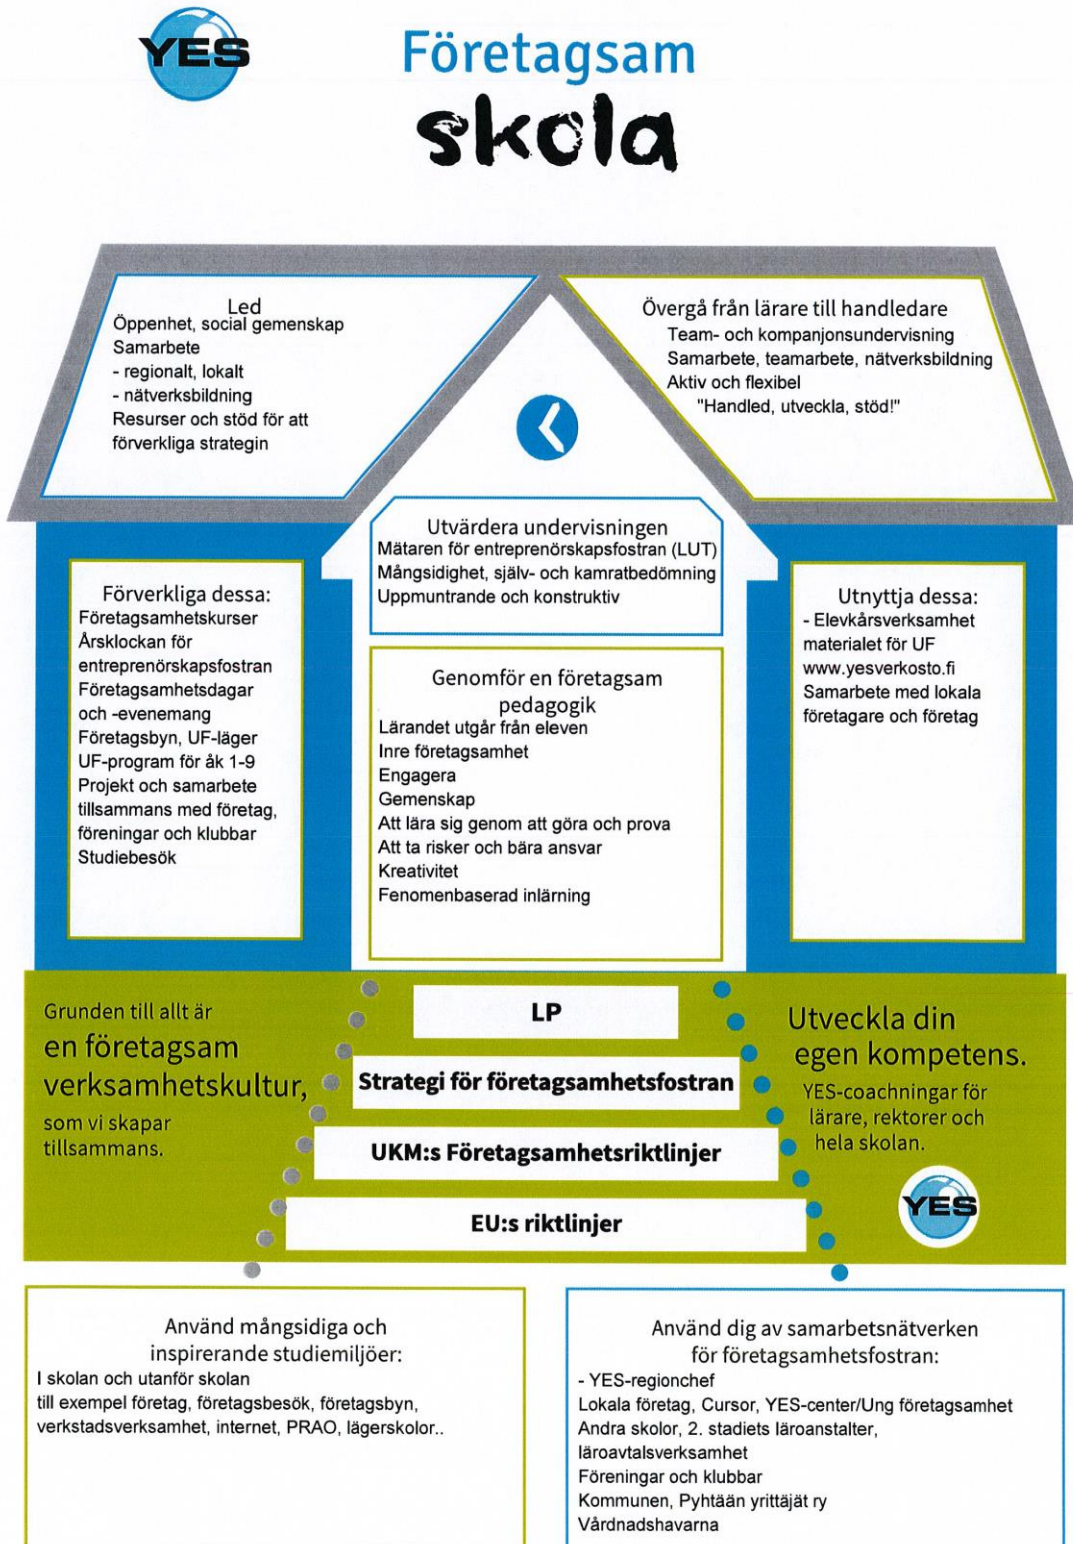 YES
Företagsam
skola
Led
Öppenhet, social gemenskap
Samarbete
- regionalt, lokalt
- nätverksbildning
Resurser och stöd för att
förverkliga strategin
Övergå från lärare till handledare
Team- och kompanjonsundervisning
Samarbete, teamarbete, nätverksbildning
Aktiv och flexibel
"Handled, utveckla, stöd!"
Utvärdera undervisningen
Mätaren för entreprenörskapsfostran (LUT)
Mångsidighet, själv- och kamratbedömning
Uppmuntrande och konstruktiv
Förverkliga dessa:
Företagsamhetskurser
Årsklockan för
entreprenörskapsfostran
Företagsamhetsdagar
och -evenemang
Företagsbyn, UF-läger
UF-program för åk 1-9
Projekt och samarbete
tillsammans med företag,
föreningar och klubbar
Studiebesök
Genomför en företagsam
pedagogik
Lärandet utgår från eleven
Inre företagsamhet
Engagera
Gemenskap
Att lära sig genom att göra och prova
Att ta risker och bära ansvar
Kreativitet
Fenomenbaserad inlärning
Utnyttja dessa:
- Elevkårsverksamhet
materialet för UF
www.yesverkosto.fi
Samarbete med lokala
företagare och företag
Grunden till allt är
en företagsam
verksamhetskultur,
som vi skapar
tillsammans.
LP
Strategi för företagsamhetsfostran
UKM:s Företagsamhetsriktlinjer
EU:s riktlinjer
Utveckla din
egen kompetens.
YES-coachningar för
lärare, rektorer och
hela skolan.
YES
Använd mångsidiga och
inspirerande studiemiljöer:
I skolan och utanför skolan
till exempel företag, företagsbesök, företagsbyn,
verkstadsverksamhet, internet, PRAO, lägerskolor..
Använd dig av samarbetsnätverken
för företagsamhetsfostran:
- YES-regionchef
Lokala företag, Cursor, YES-center/Ung företagsamhet
Andra skolor, 2. stadiets läroanstalter,
läroavtalsverksamhet
Föreningar och klubbar
Kommunen, Pyhtään yrittäjät ry
Vårdnadshavarna